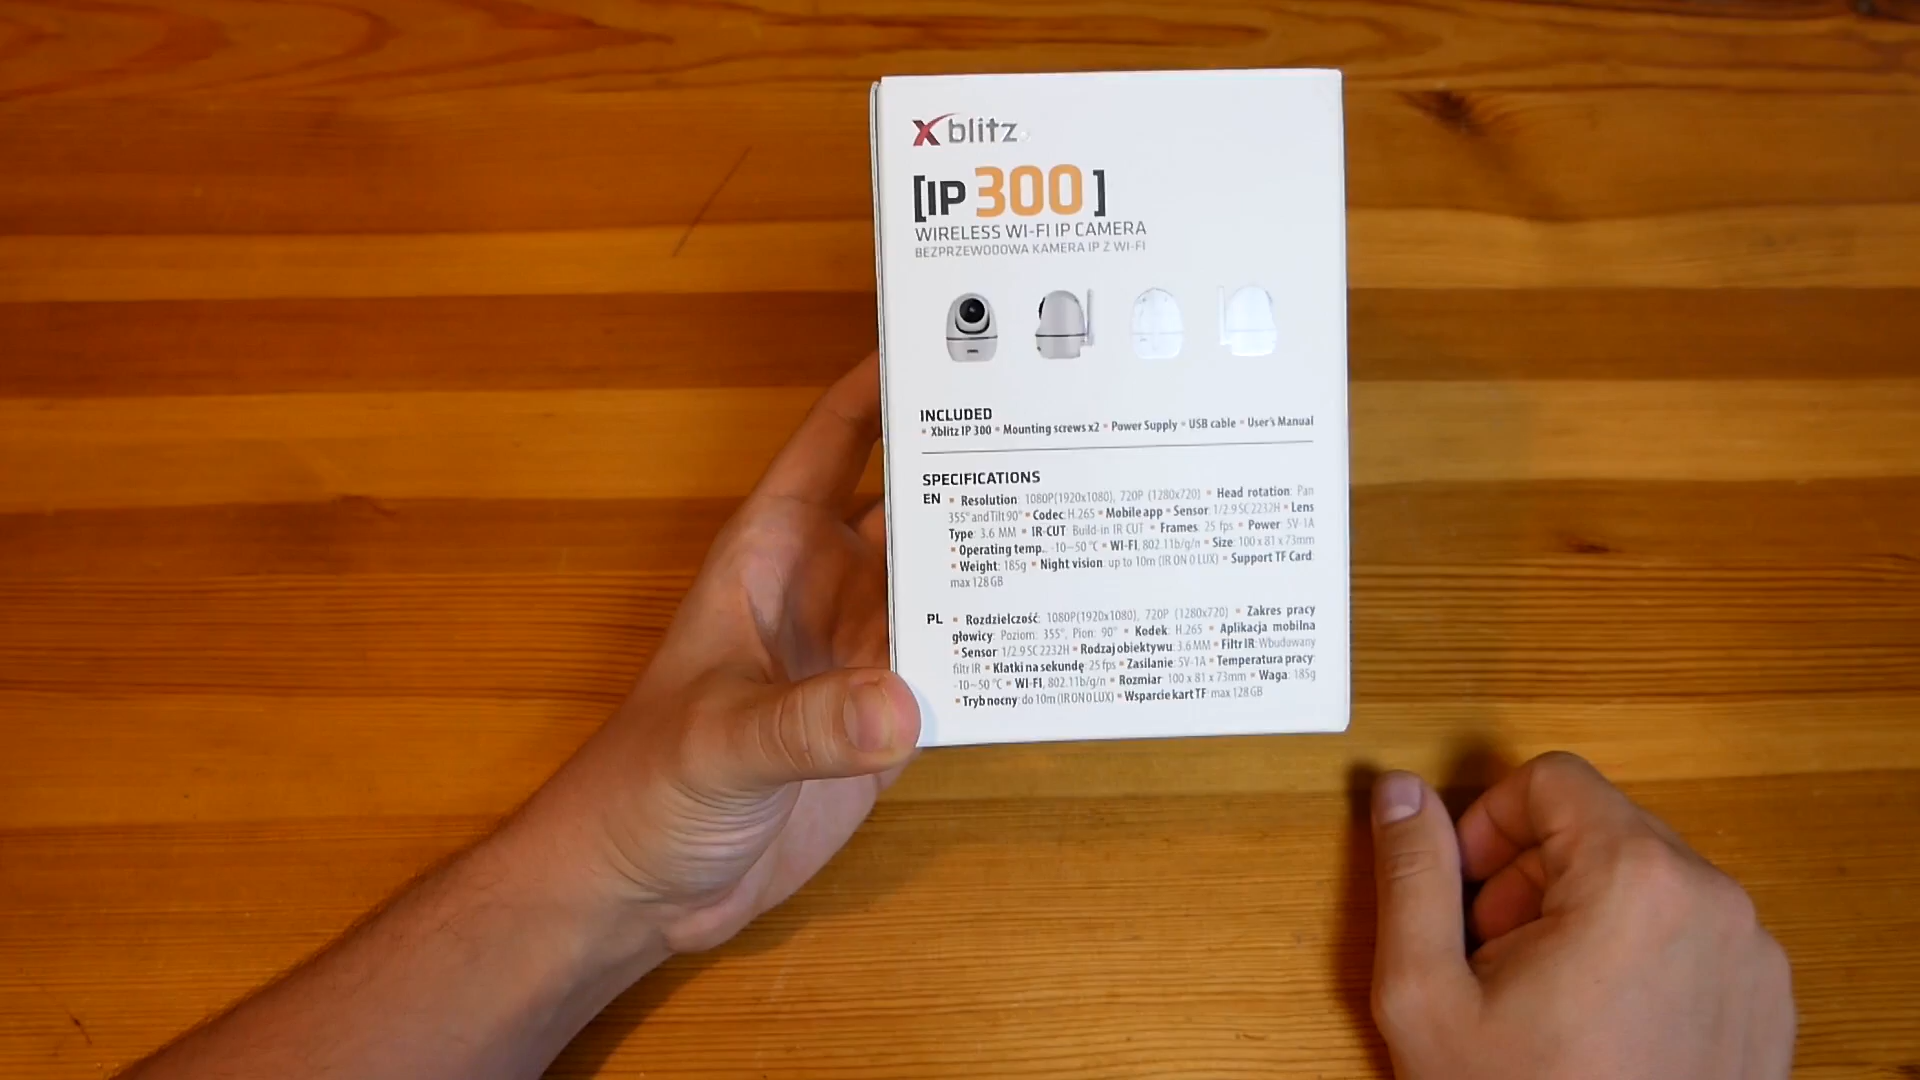 Xblitz
[IP 300]
WIRELESS WI-FI IP CAMERA
BEZPRZEWODOWA KAMERA IP Z WI-FI
INCLUDED
▪ Xblitz IP 300 ▪ Mounting screws x2 ▪ Power Supply ▪ USB cable ▪ User's Manual
SPECIFICATIONS
EN ▪ Resolution: 1080P(1920x1080), 720P (1280x720) ▪ Head rotation: Pan
355° and Tilt 90° ▪ Codec: H.265 ▪ Mobile app ▪ Sensor: 1/2.9 SC2232H ▪ Lens
Type: 3.6 MM ▪ IR-CUT: Build-in IR CUT ▪ Frames: 25 fps ▪ Power: 5V-1A
▪ Operating temp.: -10~50 °C ▪ WI-FI, 802.11b/g/n ▪ Size: 100 x 81 x 73mm
▪ Weight: 185g ▪ Night vision: up to 10m (IR ON 0 LUX) ▪ Support TF Card:
max 128 GB
PL ▪ Rozdzielczość: 1080P(1920x1080), 720P (1280x720) ▪ Zakres pracy
głowicy: Poziom: 355°, Pion: 90° ▪ Kodek: H.265 ▪ Aplikacja mobilna
▪ Sensor: 1/2.9 SC2232H ▪ Rodzaj obiektywu: 3.6 MM ▪ Filtr IR: Wbudowany
filtr IR ▪ Klatki na sekundę: 25 fps ▪ Zasilanie: 5V-1A ▪ Temperatura pracy:
-10~50 °C ▪ WI-FI, 802.11b/g/n ▪ Rozmiar: 100 x 81 x 73mm ▪ Waga: 185g
▪ Tryb nocny: do 10m (IR ON 0 LUX) ▪ Wsparcie kart TF: max 128 GB